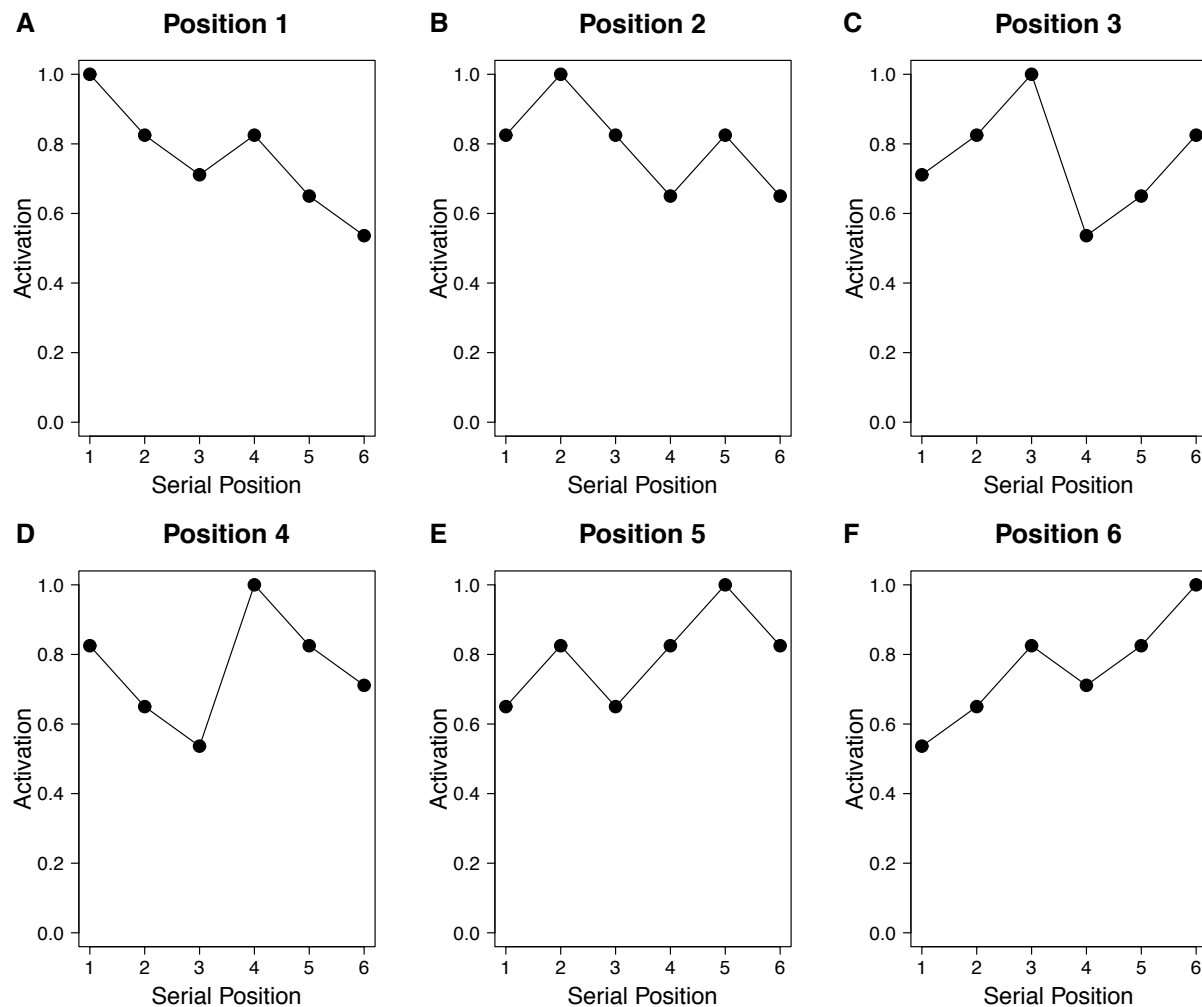 A Position 1
1.0
0.8
0.6
0.4
0.2
0.0
Activation
1 2 3 4 5 6
Serial Position
B Position 2
1.0
0.8
0.6
0.4
0.2
0.0
Activation
1 2 3 4 5 6
Serial Position
C Position 3
1.0
0.8
0.6
0.4
0.2
0.0
Activation
1 2 3 4 5 6
Serial Position
D Position 4
1.0
0.8
0.6
0.4
0.2
0.0
Activation
1 2 3 4 5 6
Serial Position
E Position 5
1.0
0.8
0.6
0.4
0.2
0.0
Activation
1 2 3 4 5 6
Serial Position
F Position 6
1.0
0.8
0.6
0.4
0.2
0.0
Activation
1 2 3 4 5 6
Serial Position